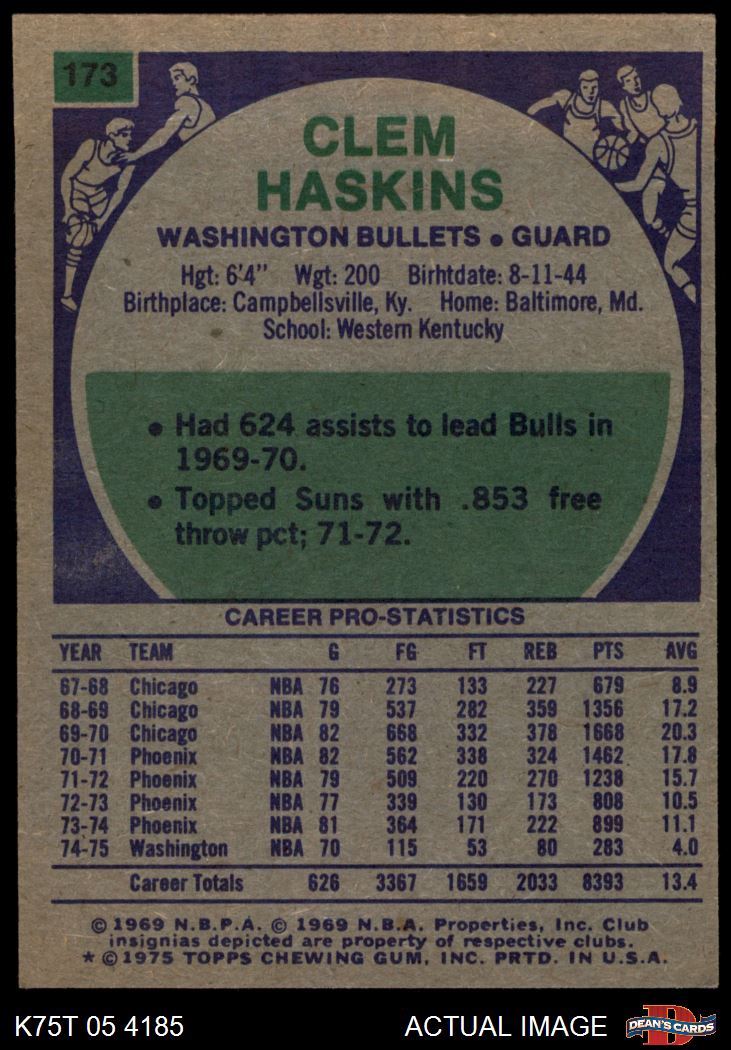 173
CLEM
HASKINS
WASHINGTON BULLETS • GUARD
Hgt: 6'4" Wgt: 200 Birhtdate: 8-11-44
Birthplace: Campbellsville, Ky. Home: Baltimore, Md.
School: Western Kentucky
• Had 624 assists to lead Bulls in
1969-70.
• Topped Suns with .853 free
throw pct; 71-72.
CAREER PRO-STATISTICS
YEAR TEAM G FG FT REB PTS AVG
67-68 Chicago NBA 76 273 133 227 679 8.9
68-69 Chicago NBA 79 537 282 359 1356 17.2
69-70 Chicago NBA 82 668 332 378 1668 20.3
70-71 Phoenix NBA 82 562 338 324 1462 17.8
71-72 Phoenix NBA 79 509 220 270 1238 15.7
72-73 Phoenix NBA 77 339 130 173 808 10.5
73-74 Phoenix NBA 81 364 171 222 899 11.1
74-75 Washington NBA 70 115 53 80 283 4.0
Career Totals 626 3367 1659 2033 8393 13.4
© 1969 N.B.P.A. © 1969 N.B.A. Properties, Inc. Club
insignias depicted are property of respective clubs.
* © 1975 TOPPS CHEWING GUM, INC. PRTD. IN U.S.A.
K75T 05 4185 ACTUAL IMAGE D DEAN'S CARDS